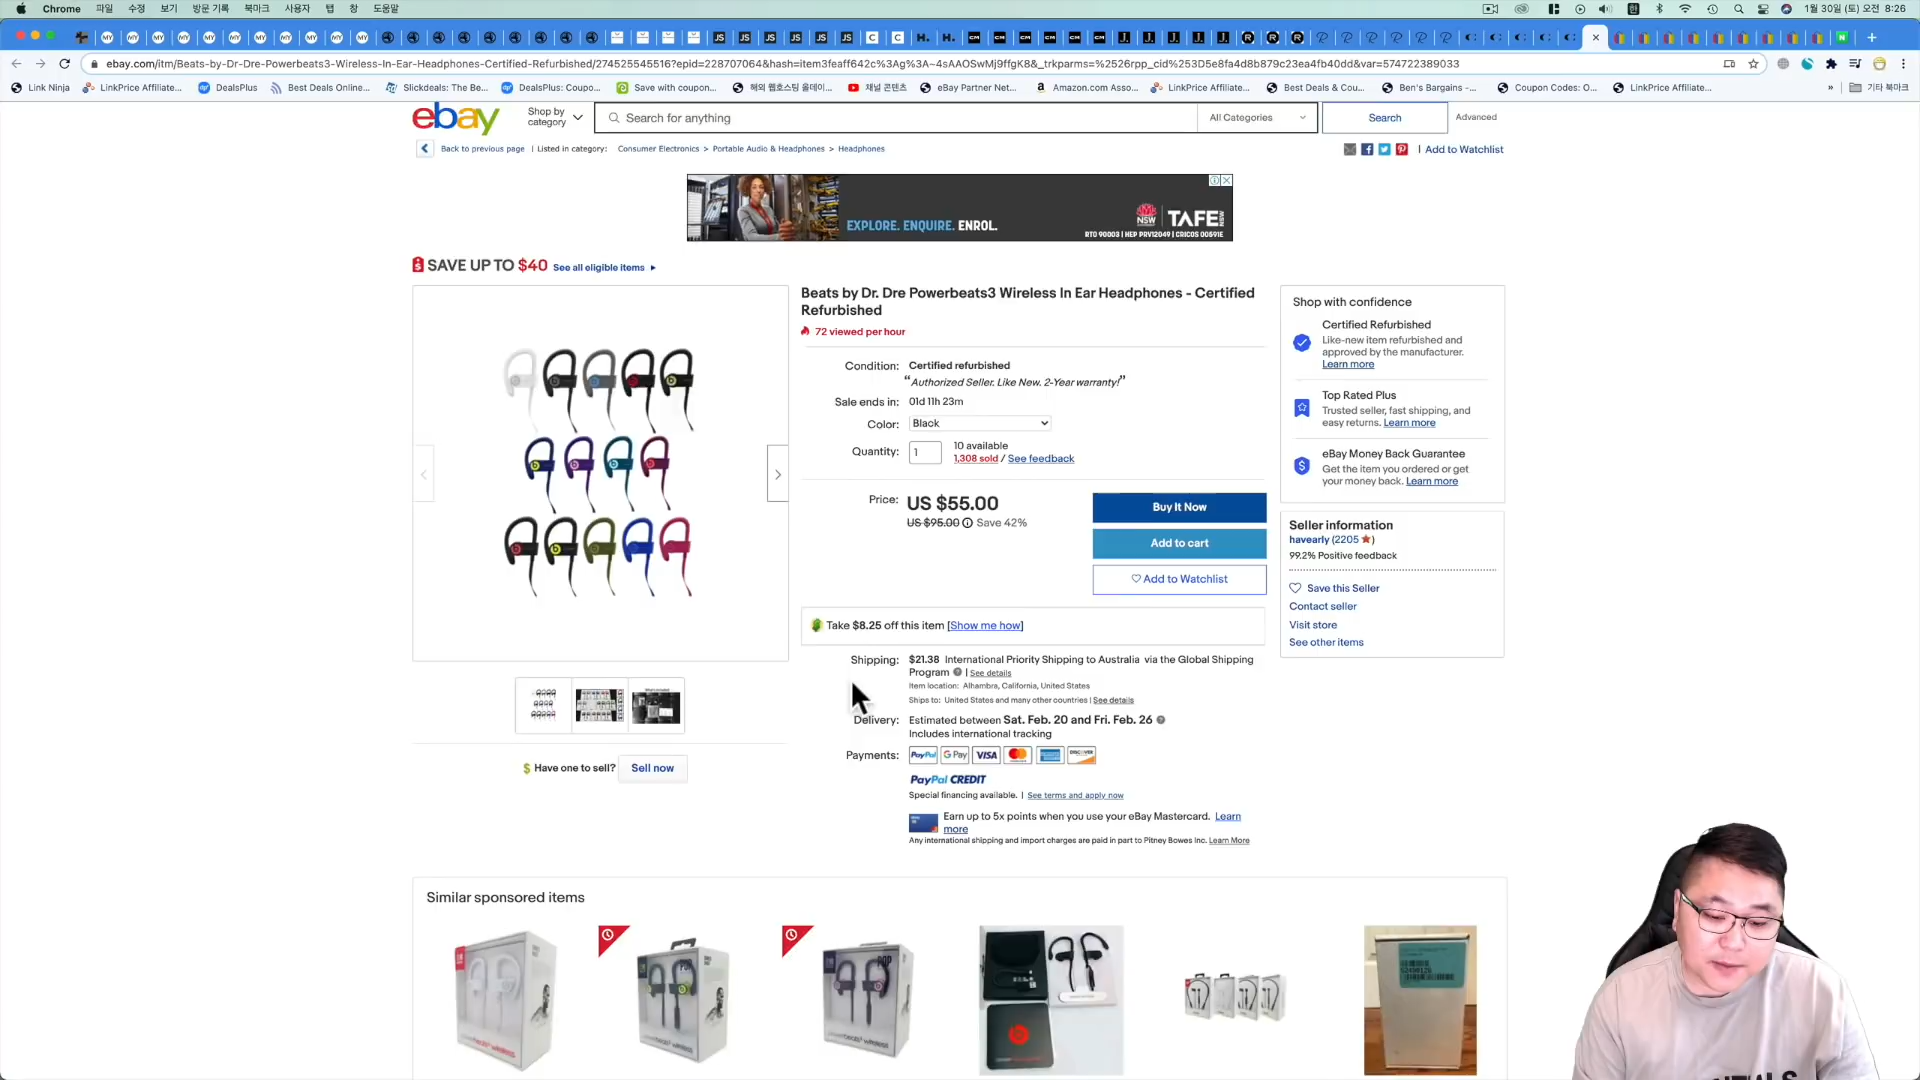 Chrome 파일 수정 보기 방문 기록 북마크 사용자 탭 창 도움말
1월 30일 (토) 오전 8:26
ebay.com/itm/Beats-by-Dr-Dre-Powerbeats3-Wireless-In-Ear-Headphones-Certified-Refurbished/274525545516?epid=228707064&hash=item3feaff642c%3Ag%3A~4sAAOSwMj9ffgK8&_trkparms=%2526rpp_cid%253D5e8fa4d8b879c23ea4fb40dd&var=574722389033
Link Ninja LinkPrice Affiliate... DealsPlus Best Deals Online... Slickdeals: The Be... DealsPlus: Coupo... Save with coupon... 해외 웹호스팅 올데이... 채널 콘텐츠 eBay Partner Net... Amazon.com Asso... LinkPrice Affiliate... Best Deals & Cou... Ben's Bargains -... Coupon Codes: O... LinkPrice Affiliate... » 기타 북마크
ebay Shop by category Search for anything All Categories Search Advanced
Back to previous page | Listed in category: Consumer Electronics > Portable Audio & Headphones > Headphones
| Add to Watchlist
EXPLORE. ENQUIRE. ENROL.
NSW TAFE NSW
RTO 90003 | HEP PRV12049 | CRICOS 00591E
SAVE UP TO $40 See all eligible items
Beats by Dr. Dre Powerbeats3 Wireless In Ear Headphones - Certified
Refurbished
72 viewed per hour
Condition: Certified refurbished
“Authorized Seller. Like New. 2-Year warranty!”
Sale ends in: 01d 11h 23m
Color: Black
Quantity: 1 10 available
1,308 sold / See feedback
Price: US $55.00
US $95.00 Save 42%
Buy It Now
Add to cart
Add to Watchlist
Take $8.25 off this item [Show me how]
Shipping: $21.38 International Priority Shipping to Australia via the Global Shipping
Program | See details
Item location: Alhambra, California, United States
Ships to: United States and many other countries | See details
Delivery: Estimated between Sat. Feb. 20 and Fri. Feb. 26
Includes international tracking
Payments: PayPal G Pay VISA DISCOVER
PayPal CREDIT
Special financing available. | See terms and apply now
Earn up to 5x points when you use your eBay Mastercard. Learn
more
Any international shipping and import charges are paid in part to Pitney Bowes Inc. Learn More
Shop with confidence
Certified Refurbished
Like-new item refurbished and
approved by the manufacturer.
Learn more
Top Rated Plus
Trusted seller, fast shipping, and
easy returns. Learn more
eBay Money Back Guarantee
Get the item you ordered or get
your money back. Learn more
Seller information
havearly (2205)
99.2% Positive feedback
Save this Seller
Contact seller
Visit store
See other items
$ Have one to sell? Sell now
Similar sponsored items